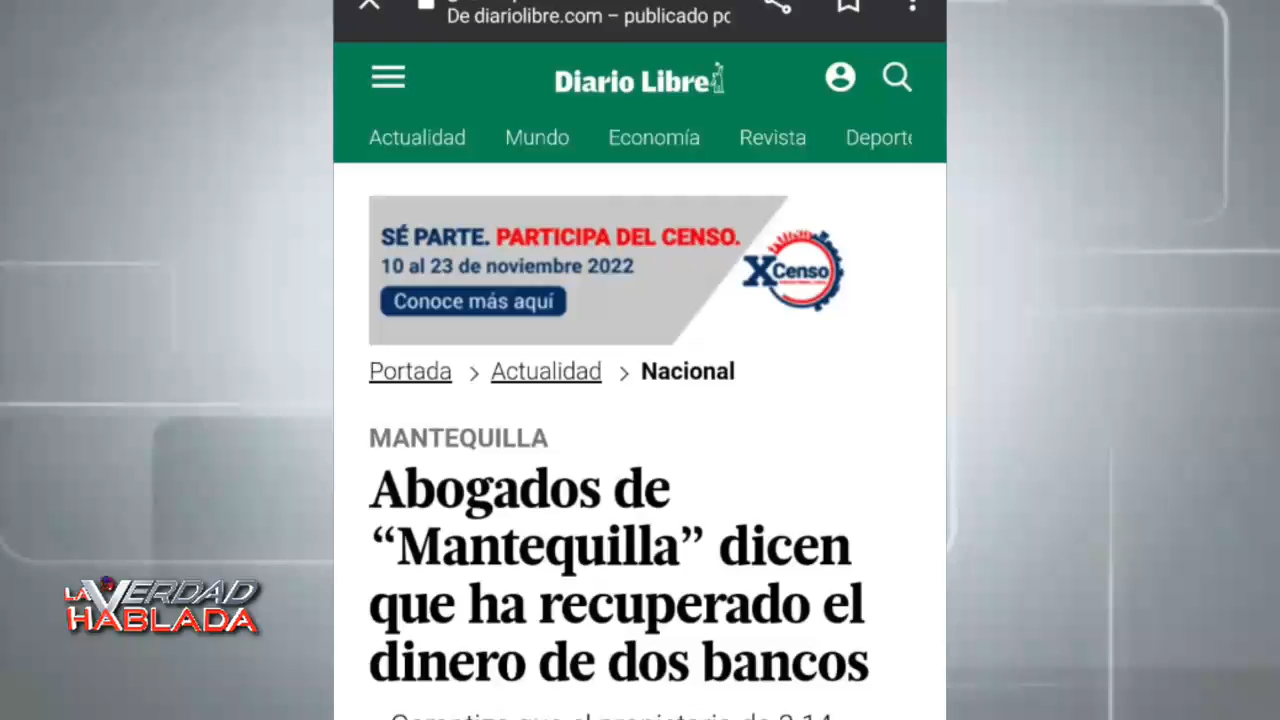 De diariolibre.com – publicado po
Diario Libre
Actualidad Mundo Economía Revista Deporte
SÉ PARTE. PARTICIPA DEL CENSO.
10 al 23 de noviembre 2022
Conoce más aquí
XCenso
Portada > Actualidad > Nacional
MANTEQUILLA
Abogados de
“Mantequilla” dicen
que ha recuperado el
dinero de dos bancos
LA VERDAD
HABLADA